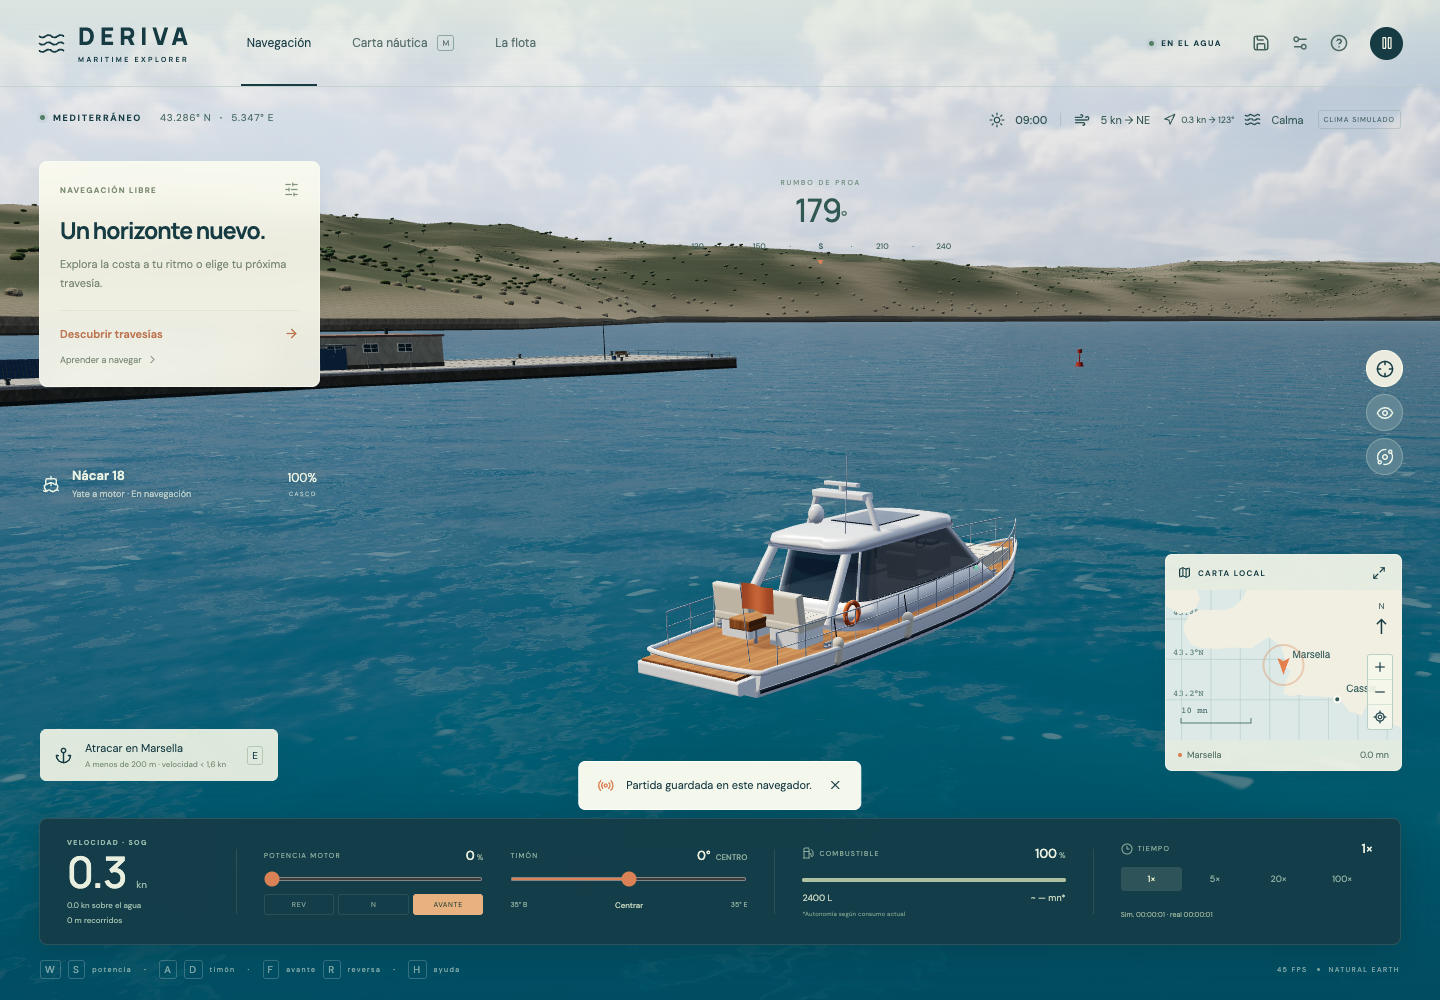 DERIVA
MARITIME EXPLORER
Navegación
Carta náutica M
La flota
EN EL AGUA
MEDITERRÁNEO 43.286° N · 5.347° E
09:00
5 kn → NE
0.3 kn → 123°
Calma
CLIMA SIMULADO
NAVEGACIÓN LIBRE
Un horizonte nuevo.
Explora la costa a tu ritmo o elige tu próxima
travesía.
Descubrir travesías →
Aprender a navegar
RUMBO DE PROA
179°
120 · 150 · S · 210 · 240
Nácar 18
Yate a motor · En navegación
100%
CASCO
CARTA LOCAL
N
43.3°N
Marsella
43.2°N
Cass
10 mn
Marsella 0.0 mn
Atracar en Marsella
A menos de 200 m · velocidad < 1,6 kn
E
Partida guardada en este navegador.
VELOCIDAD · SOG
0.3 kn
0.0 kn sobre el agua
0 m recorridos
POTENCIA MOTOR 0 %
REV N AVANTE
TIMÓN 0° CENTRO
35° B Centrar 35° E
COMBUSTIBLE 100 %
2400 L ~ — mn*
*Autonomía según consumo actual
TIEMPO 1×
1× 5× 20× 100×
Sim. 00:00:01 · real 00:00:01
W S potencia · A D timón · F avante R reversa · H ayuda
45 FPS • NATURAL EARTH